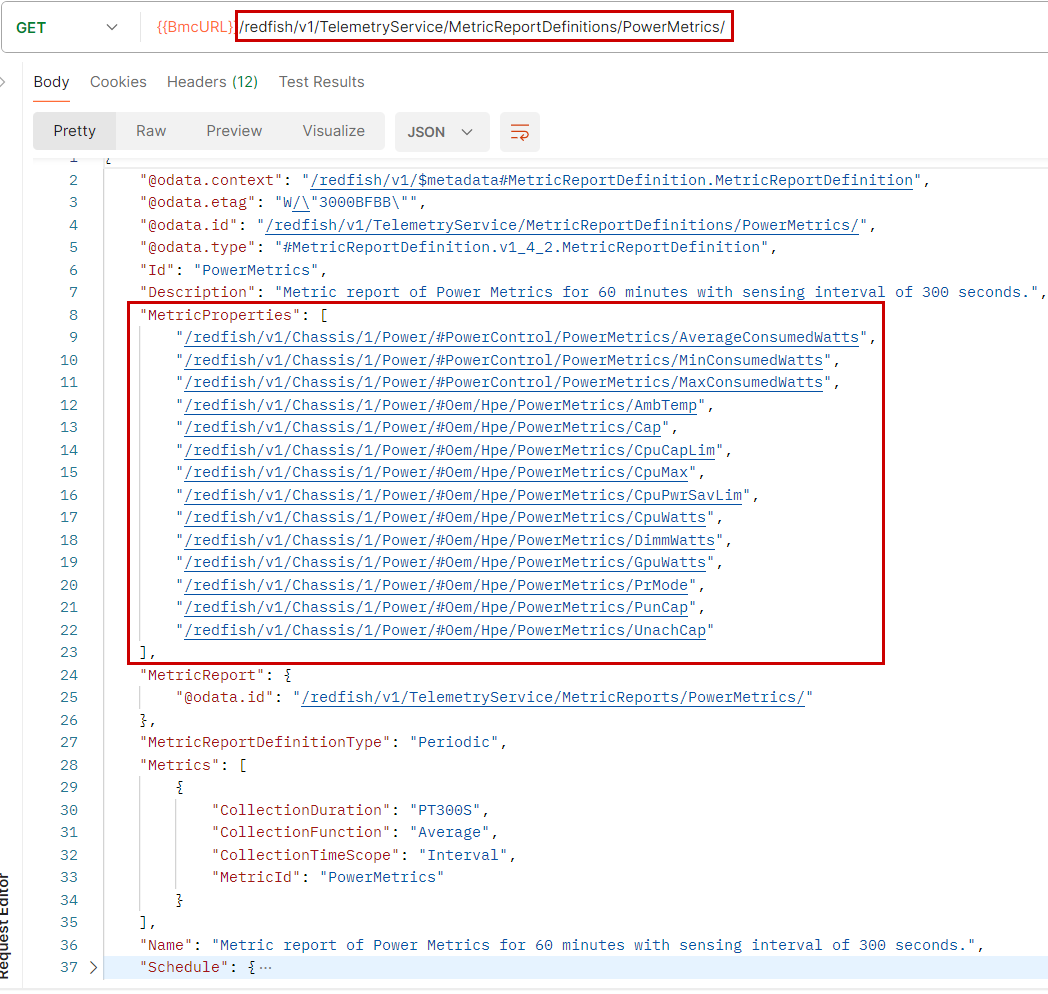 GET {{BmcURL}}/redfish/v1/TelemetryService/MetricReportDefinitions/PowerMetrics/
Body Cookies Headers (12) Test Results
Pretty Raw Preview Visualize JSON
1 {
2 "@odata.context": "/redfish/v1/$metadata#MetricReportDefinition.MetricReportDefinition",
3 "@odata.etag": "W/\"3000BFBB\"",
4 "@odata.id": "/redfish/v1/TelemetryService/MetricReportDefinitions/PowerMetrics/",
5 "@odata.type": "#MetricReportDefinition.v1_4_2.MetricReportDefinition",
6 "Id": "PowerMetrics",
7 "Description": "Metric report of Power Metrics for 60 minutes with sensing interval of 300 seconds.",
8 "MetricProperties": [
9 "/redfish/v1/Chassis/1/Power/#PowerControl/PowerMetrics/AverageConsumedWatts",
10 "/redfish/v1/Chassis/1/Power/#PowerControl/PowerMetrics/MinConsumedWatts",
11 "/redfish/v1/Chassis/1/Power/#PowerControl/PowerMetrics/MaxConsumedWatts",
12 "/redfish/v1/Chassis/1/Power/#Oem/Hpe/PowerMetrics/AmbTemp",
13 "/redfish/v1/Chassis/1/Power/#Oem/Hpe/PowerMetrics/Cap",
14 "/redfish/v1/Chassis/1/Power/#Oem/Hpe/PowerMetrics/CpuCapLim",
15 "/redfish/v1/Chassis/1/Power/#Oem/Hpe/PowerMetrics/CpuMax",
16 "/redfish/v1/Chassis/1/Power/#Oem/Hpe/PowerMetrics/CpuPwrSavLim",
17 "/redfish/v1/Chassis/1/Power/#Oem/Hpe/PowerMetrics/CpuWatts",
18 "/redfish/v1/Chassis/1/Power/#Oem/Hpe/PowerMetrics/DimmWatts",
19 "/redfish/v1/Chassis/1/Power/#Oem/Hpe/PowerMetrics/GpuWatts",
20 "/redfish/v1/Chassis/1/Power/#Oem/Hpe/PowerMetrics/PrMode",
21 "/redfish/v1/Chassis/1/Power/#Oem/Hpe/PowerMetrics/PunCap",
22 "/redfish/v1/Chassis/1/Power/#Oem/Hpe/PowerMetrics/UnachCap"
23 ],
24 "MetricReport": {
25 "@odata.id": "/redfish/v1/TelemetryService/MetricReports/PowerMetrics/"
26 },
27 "MetricReportDefinitionType": "Periodic",
28 "Metrics": [
29 {
30 "CollectionDuration": "PT300S",
31 "CollectionFunction": "Average",
32 "CollectionTimeScope": "Interval",
33 "MetricId": "PowerMetrics"
34 }
35 ],
36 "Name": "Metric report of Power Metrics for 60 minutes with sensing interval of 300 seconds.",
37 "Schedule": { ···
Request Editor